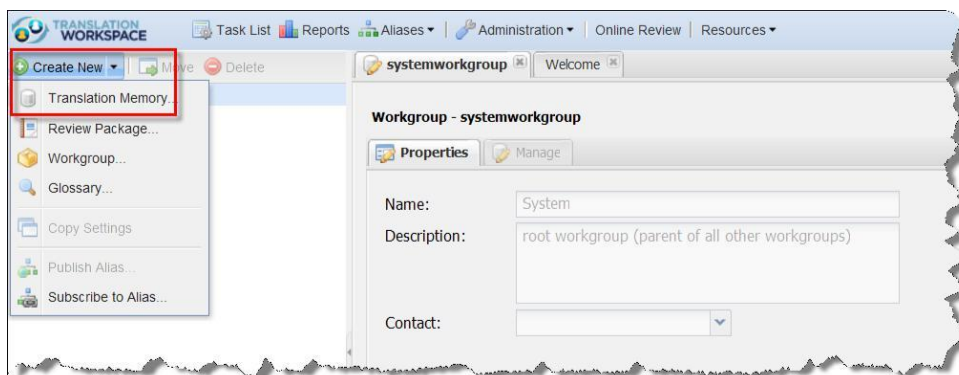 TRANSLATION
WORKSPACE
Task List Reports Aliases Administration Online Review Resources
Create New Move Delete
systemworkgroup Welcome
Translation Memory...
Review Package...
Workgroup...
Glossary...
Copy Settings
Publish Alias...
Subscribe to Alias...
Workgroup - systemworkgroup
Properties Manage
Name: System
Description: root workgroup (parent of all other workgroups)
Contact: